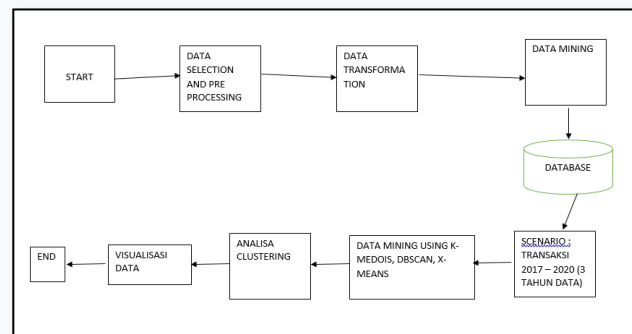 START
DATA
SELECTION
AND PRE
PROCESSING
DATA
TRANSFORMA
TION
DATA MINING
DATABASE
SCENARIO :
TRANSAKSI
2017 – 2020 (3
TAHUN DATA)
DATA MINING USING K-
MEDOIS, DBSCAN, X-
MEANS
ANALISA
CLUSTERING
VISUALISASI
DATA
END